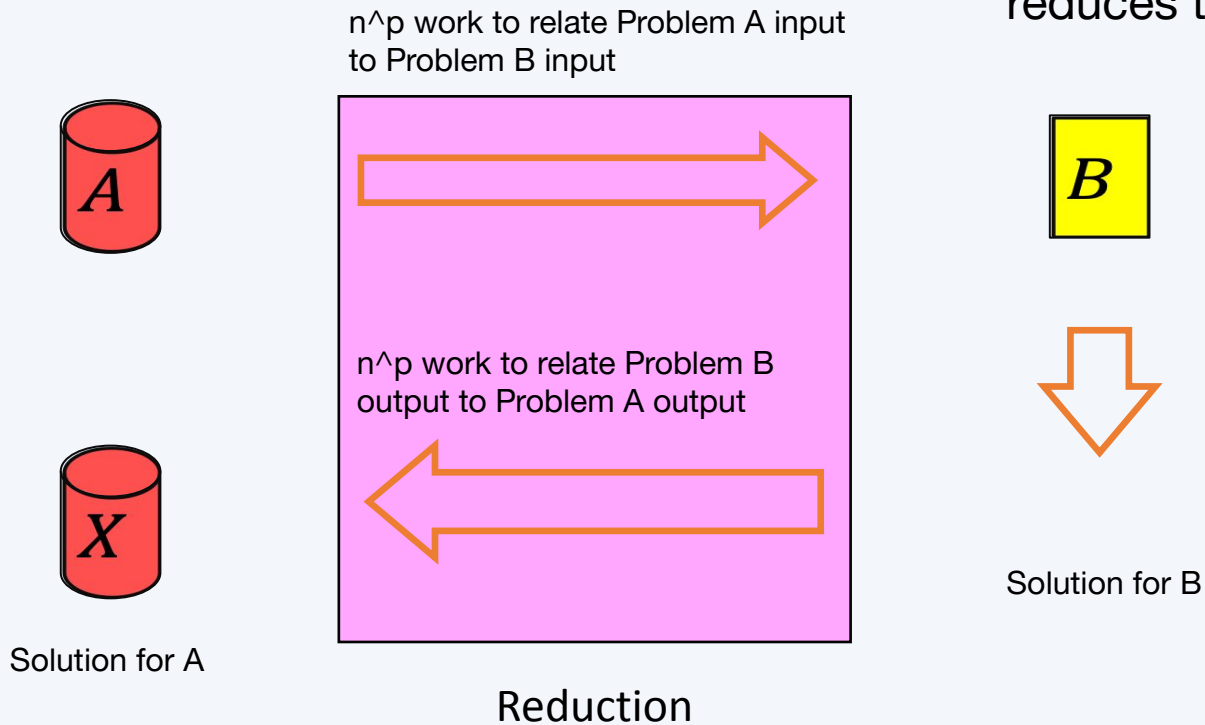 reduces t
n^p work to relate Problem A input
to Problem B input
A
B
n^p work to relate Problem B
output to Problem A output
X
Solution for B
Solution for A
Reduction